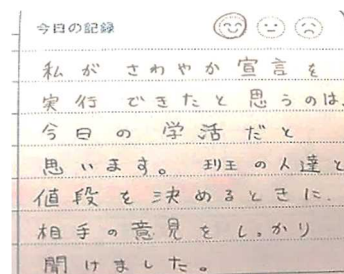 今日の記録
私がさわやか宣言を
実行できたと思うのは、
今日の学活だと
思います。班の人達と
値段を決めるときに、
相手の意見をしっかり
聞けました。